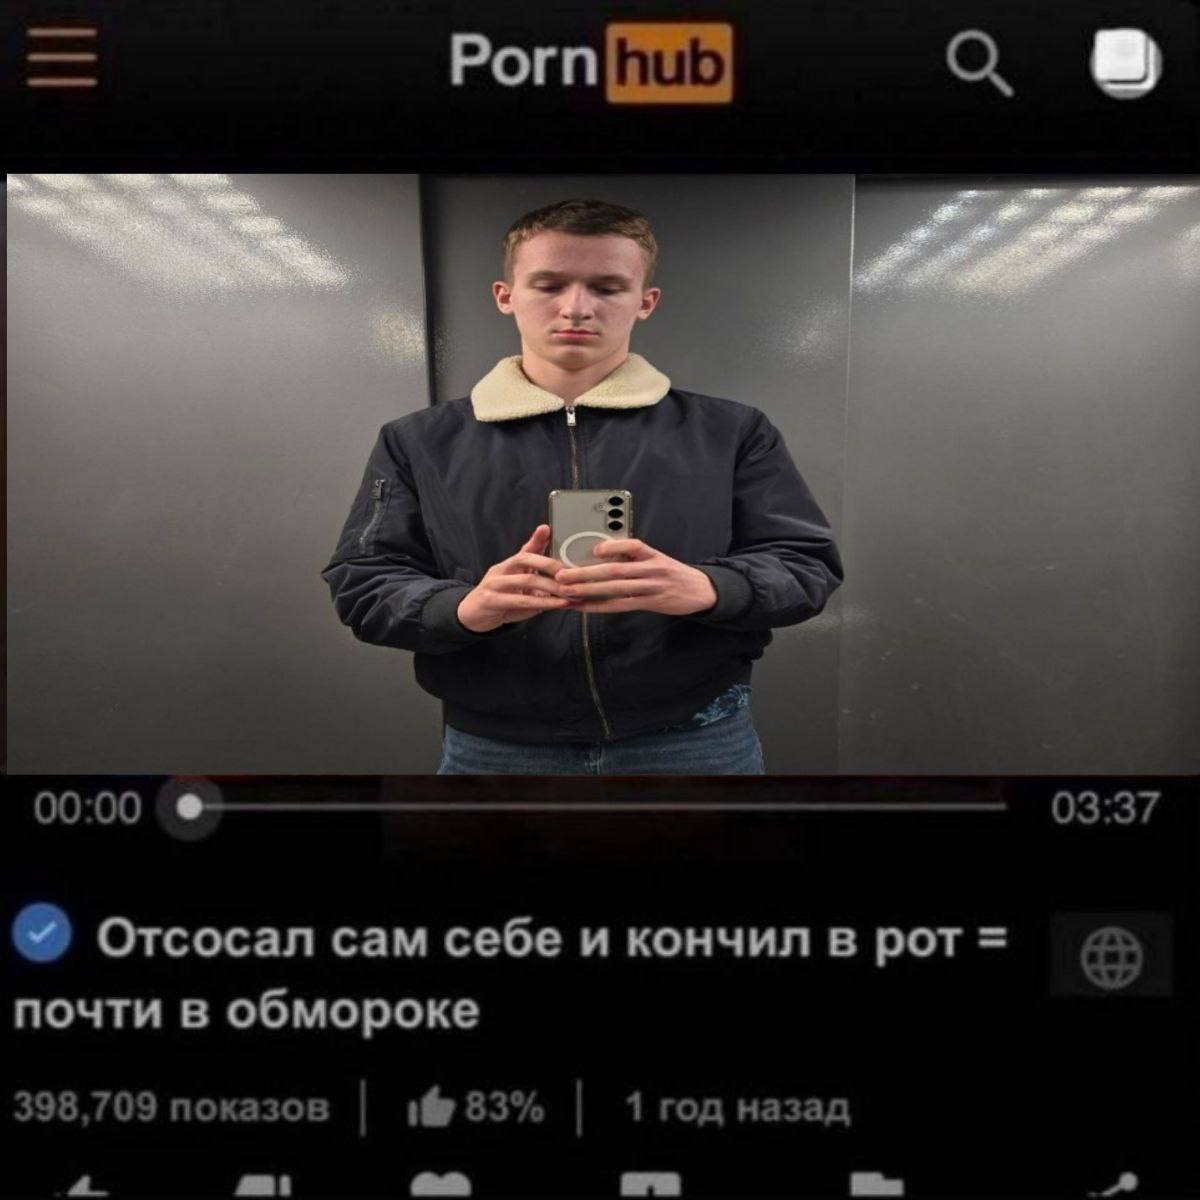 Porn hub
00:00 03:37
Отсосал сам себе и кончил в рот =
почти в обмороке
398,709 показов | 83% | 1 год назад